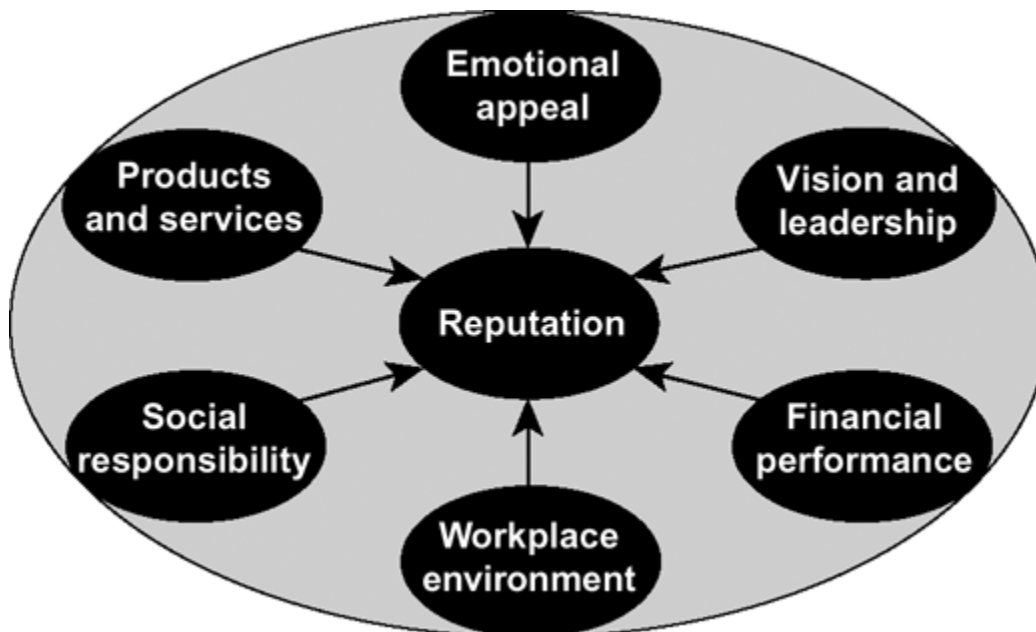 Emotional
appeal
Products
and services
Vision and
leadership
Reputation
Social
responsibility
Financial
performance
Workplace
environment